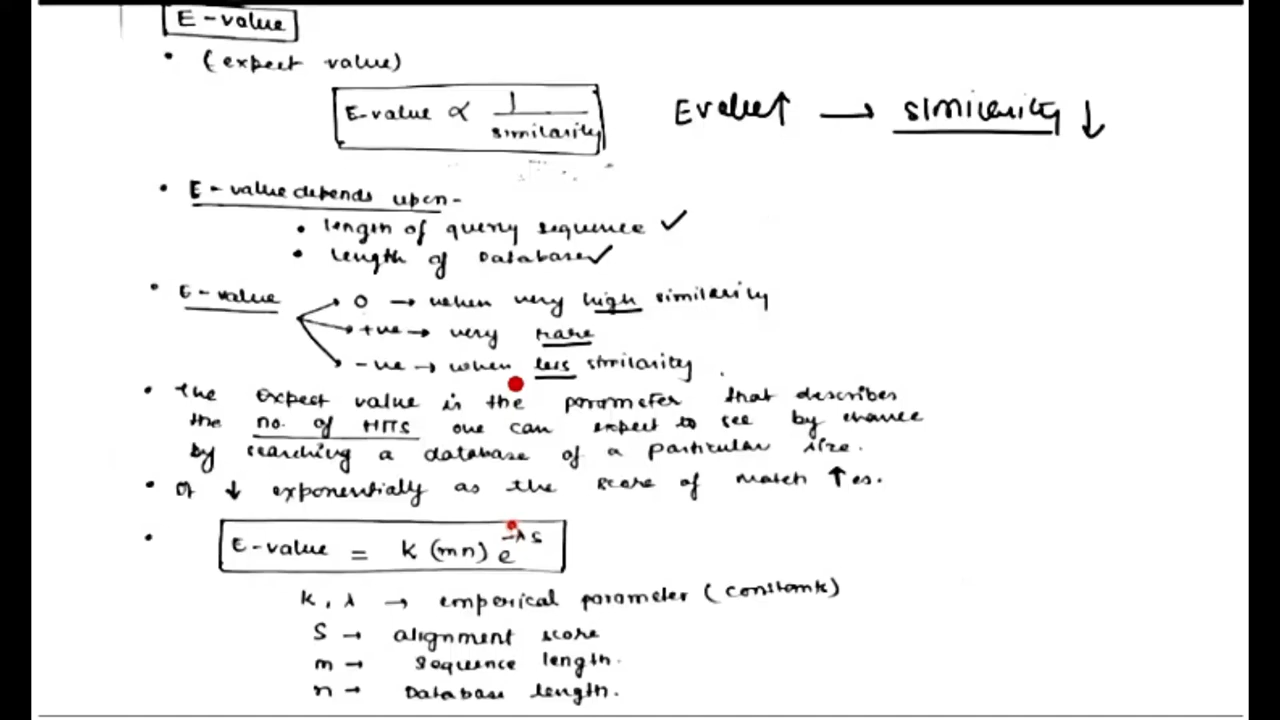 E-value
• (expect value)
E-value ∝ 1/similarity
Evalue↑ → similarity ↓
• E-value depends upon-
• length of query sequence ✓
• Length of Database ✓
• E-value
→ 0 → when very high similarity
→ +ve → very rare
→ -ve → when less similarity.
• The expect value is the parameter that describes
the no. of HITS one can expect to see by chance
by searching a database of a particular size.
• It ↓ exponentially as the score of match ↑es.
• E-value = K (mn) e^-λs
K, λ → emperical parameter (constants)
S → alignment score
m → sequence length.
n → Database length.